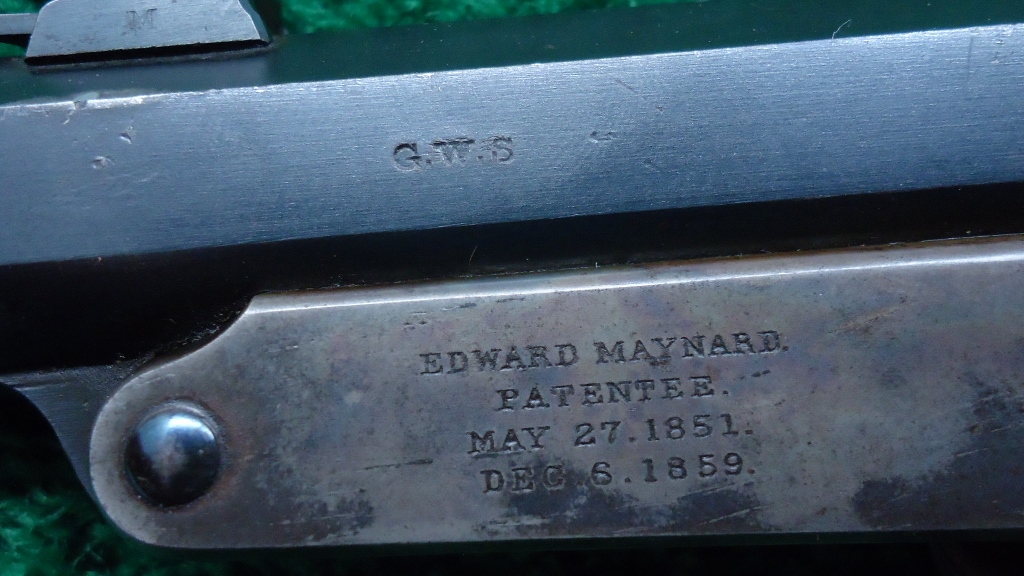 M
G.W.S
EDWARD MAYNARD.
PATENTEE.
MAY 27.1851.
DEC.6.1859.